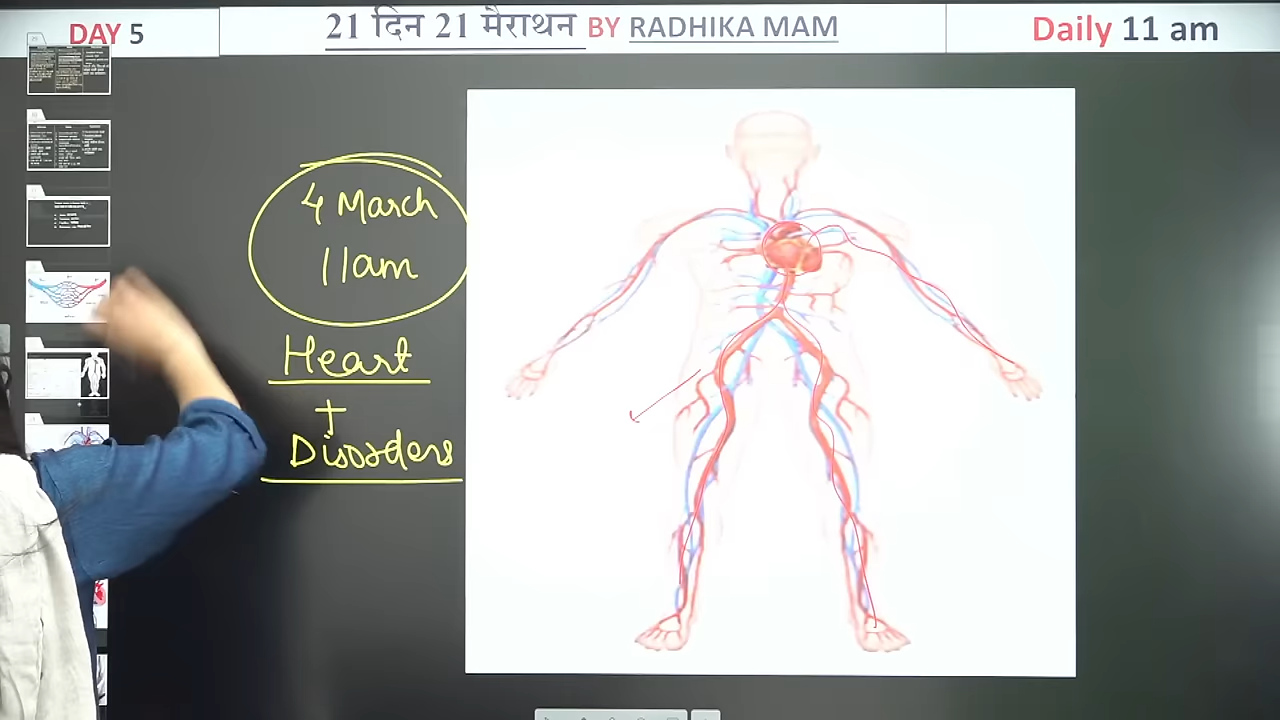 DAY 5
21 दिन 21 मैराथन BY RADHIKA MAM
Daily 11 am
4 March
11am
Heart
+
Disorders